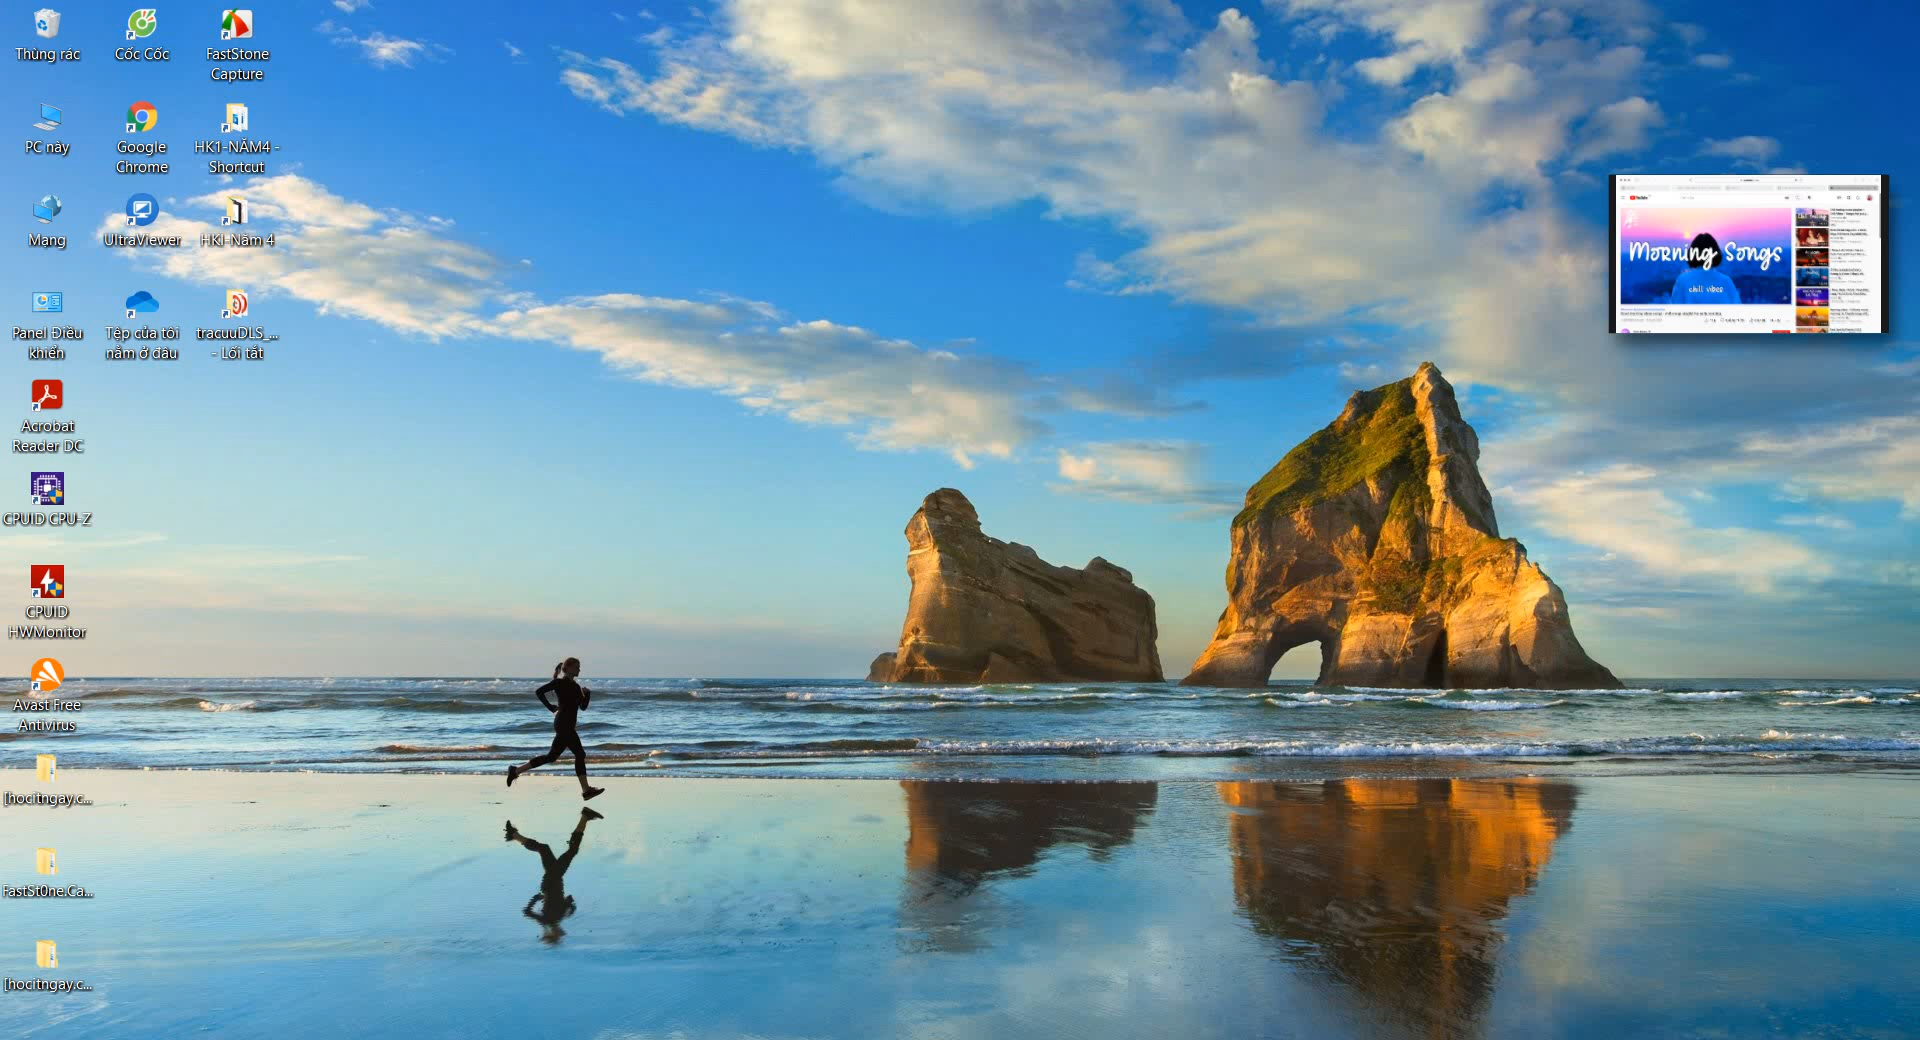 Thùng rác
PC này
Mạng
Panel Điều
khiển
Acrobat
Reader DC
CPUID CPU-Z
CPUID
HWMonitor
Avast Free
Antivirus
[hocitngay.c...
FastSt0ne.Ca...
[hocitngay.c...
Cốc Cốc
Google
Chrome
UltraViewer
Tệp của tôi
nằm ở đâu
FastStone
Capture
HK1-NĂM4 -
Shortcut
HKI-Năm 4
tracuuDLS_...
- Lối tắt
YouTube
Morning Songs
chill vibes